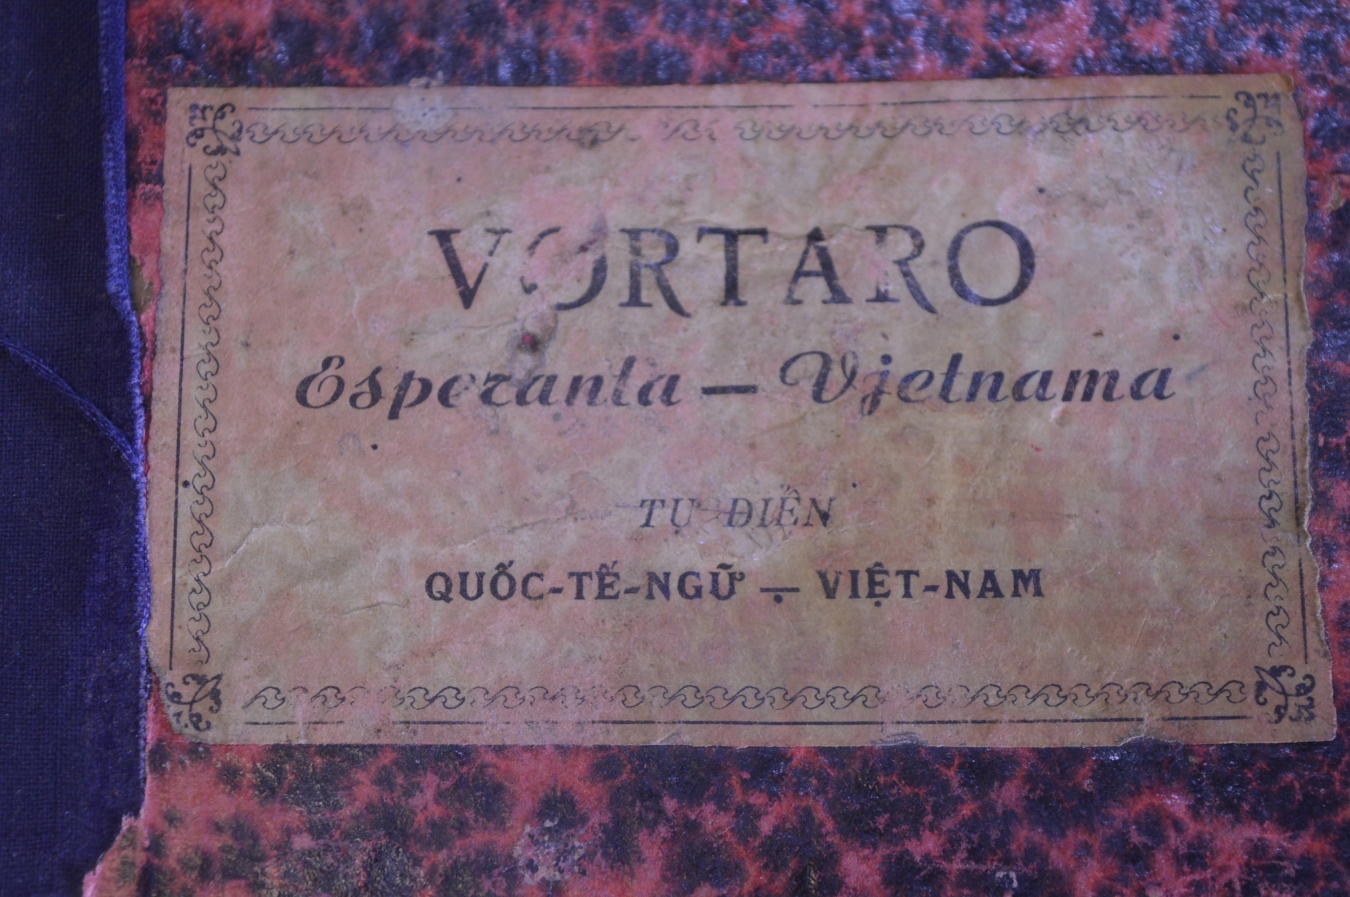 VORTARO
Esperanta — Vjetnama
TỰ ĐIỂN
QUỐC-TẾ-NGỮ — VIỆT-NAM